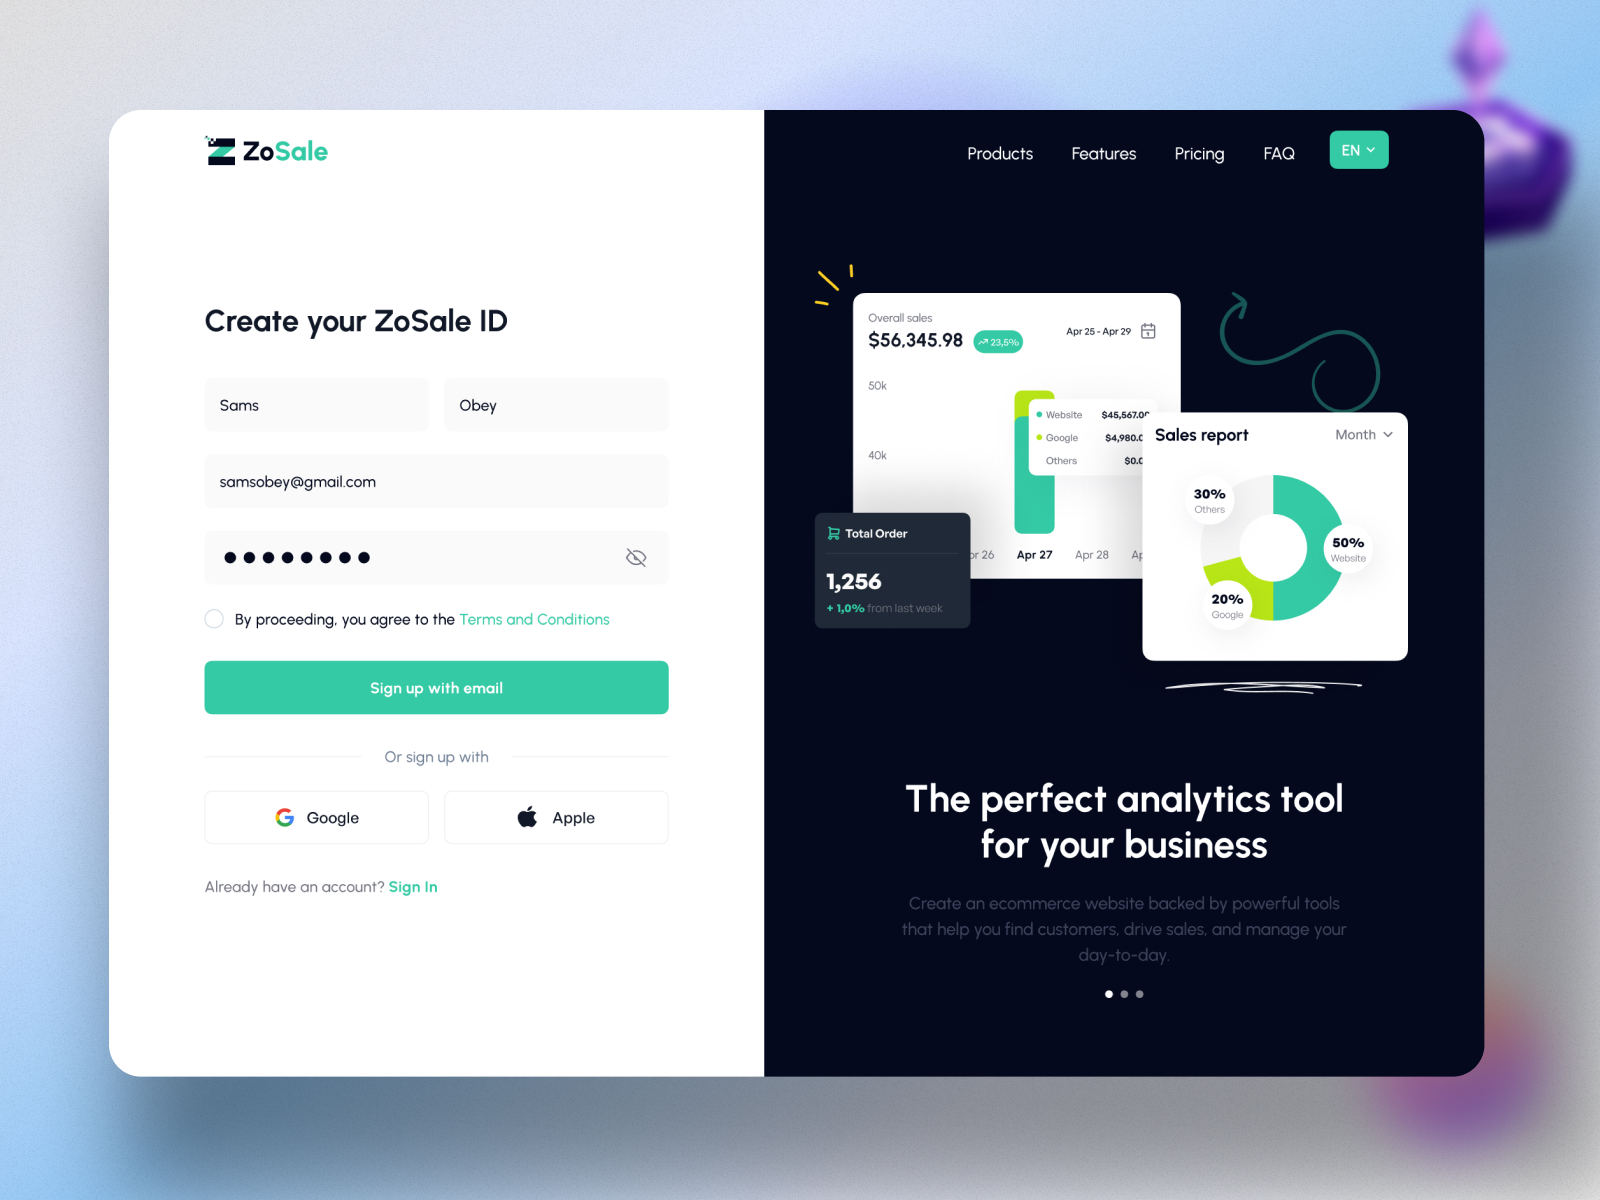 ZoSale
Products
Features
Pricing
FAQ
EN
Create your ZoSale ID
Sams
Obey
samsobey@gmail.com
By proceeding, you agree to the Terms and Conditions
Sign up with email
Or sign up with
Google
Apple
Already have an account? Sign In
Overall sales
$56,345.98
23,5%
Apr 25 - Apr 29
1
50k
40k
Website $45,567.00
Google $4,980.0
Others $0.0
26
Apr 27
Apr 28
Total Order
1,256
+ 1,0% from last week
Sales report
Month
30%
Others
50%
Website
20%
Google
The perfect analytics tool
for your business
Create an ecommerce website backed by powerful tools
that help you find customers, drive sales, and manage your
day-to-day.